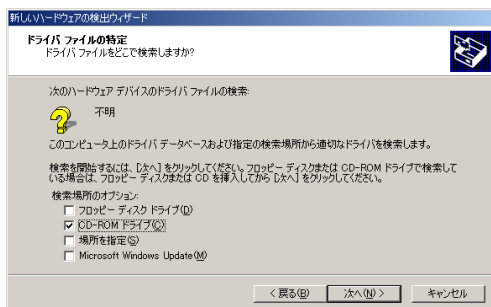 新しいハードウェアの検出ウィザード
ドライバ ファイルの特定
ドライバ ファイルをどこで検索しますか?
次のハードウェア デバイスのドライバ ファイルの検索:
不明
このコンピュータ上のドライバ データベースおよび指定の検索場所から適切なドライバを検索します。
検索を開始するには、[次へ] をクリックしてください。フロッピー ディスクまたは CD-ROM ドライブで検索して
いる場合は、フロッピー ディスクまたは CD を挿入してから [次へ] をクリックしてください。
検索場所のオプション:
フロッピー ディスク ドライブ(D)
CD-ROM ドライブ(C)
場所を指定(S)
Microsoft Windows Update(M)
< 戻る(B) 次へ(N) > キャンセル